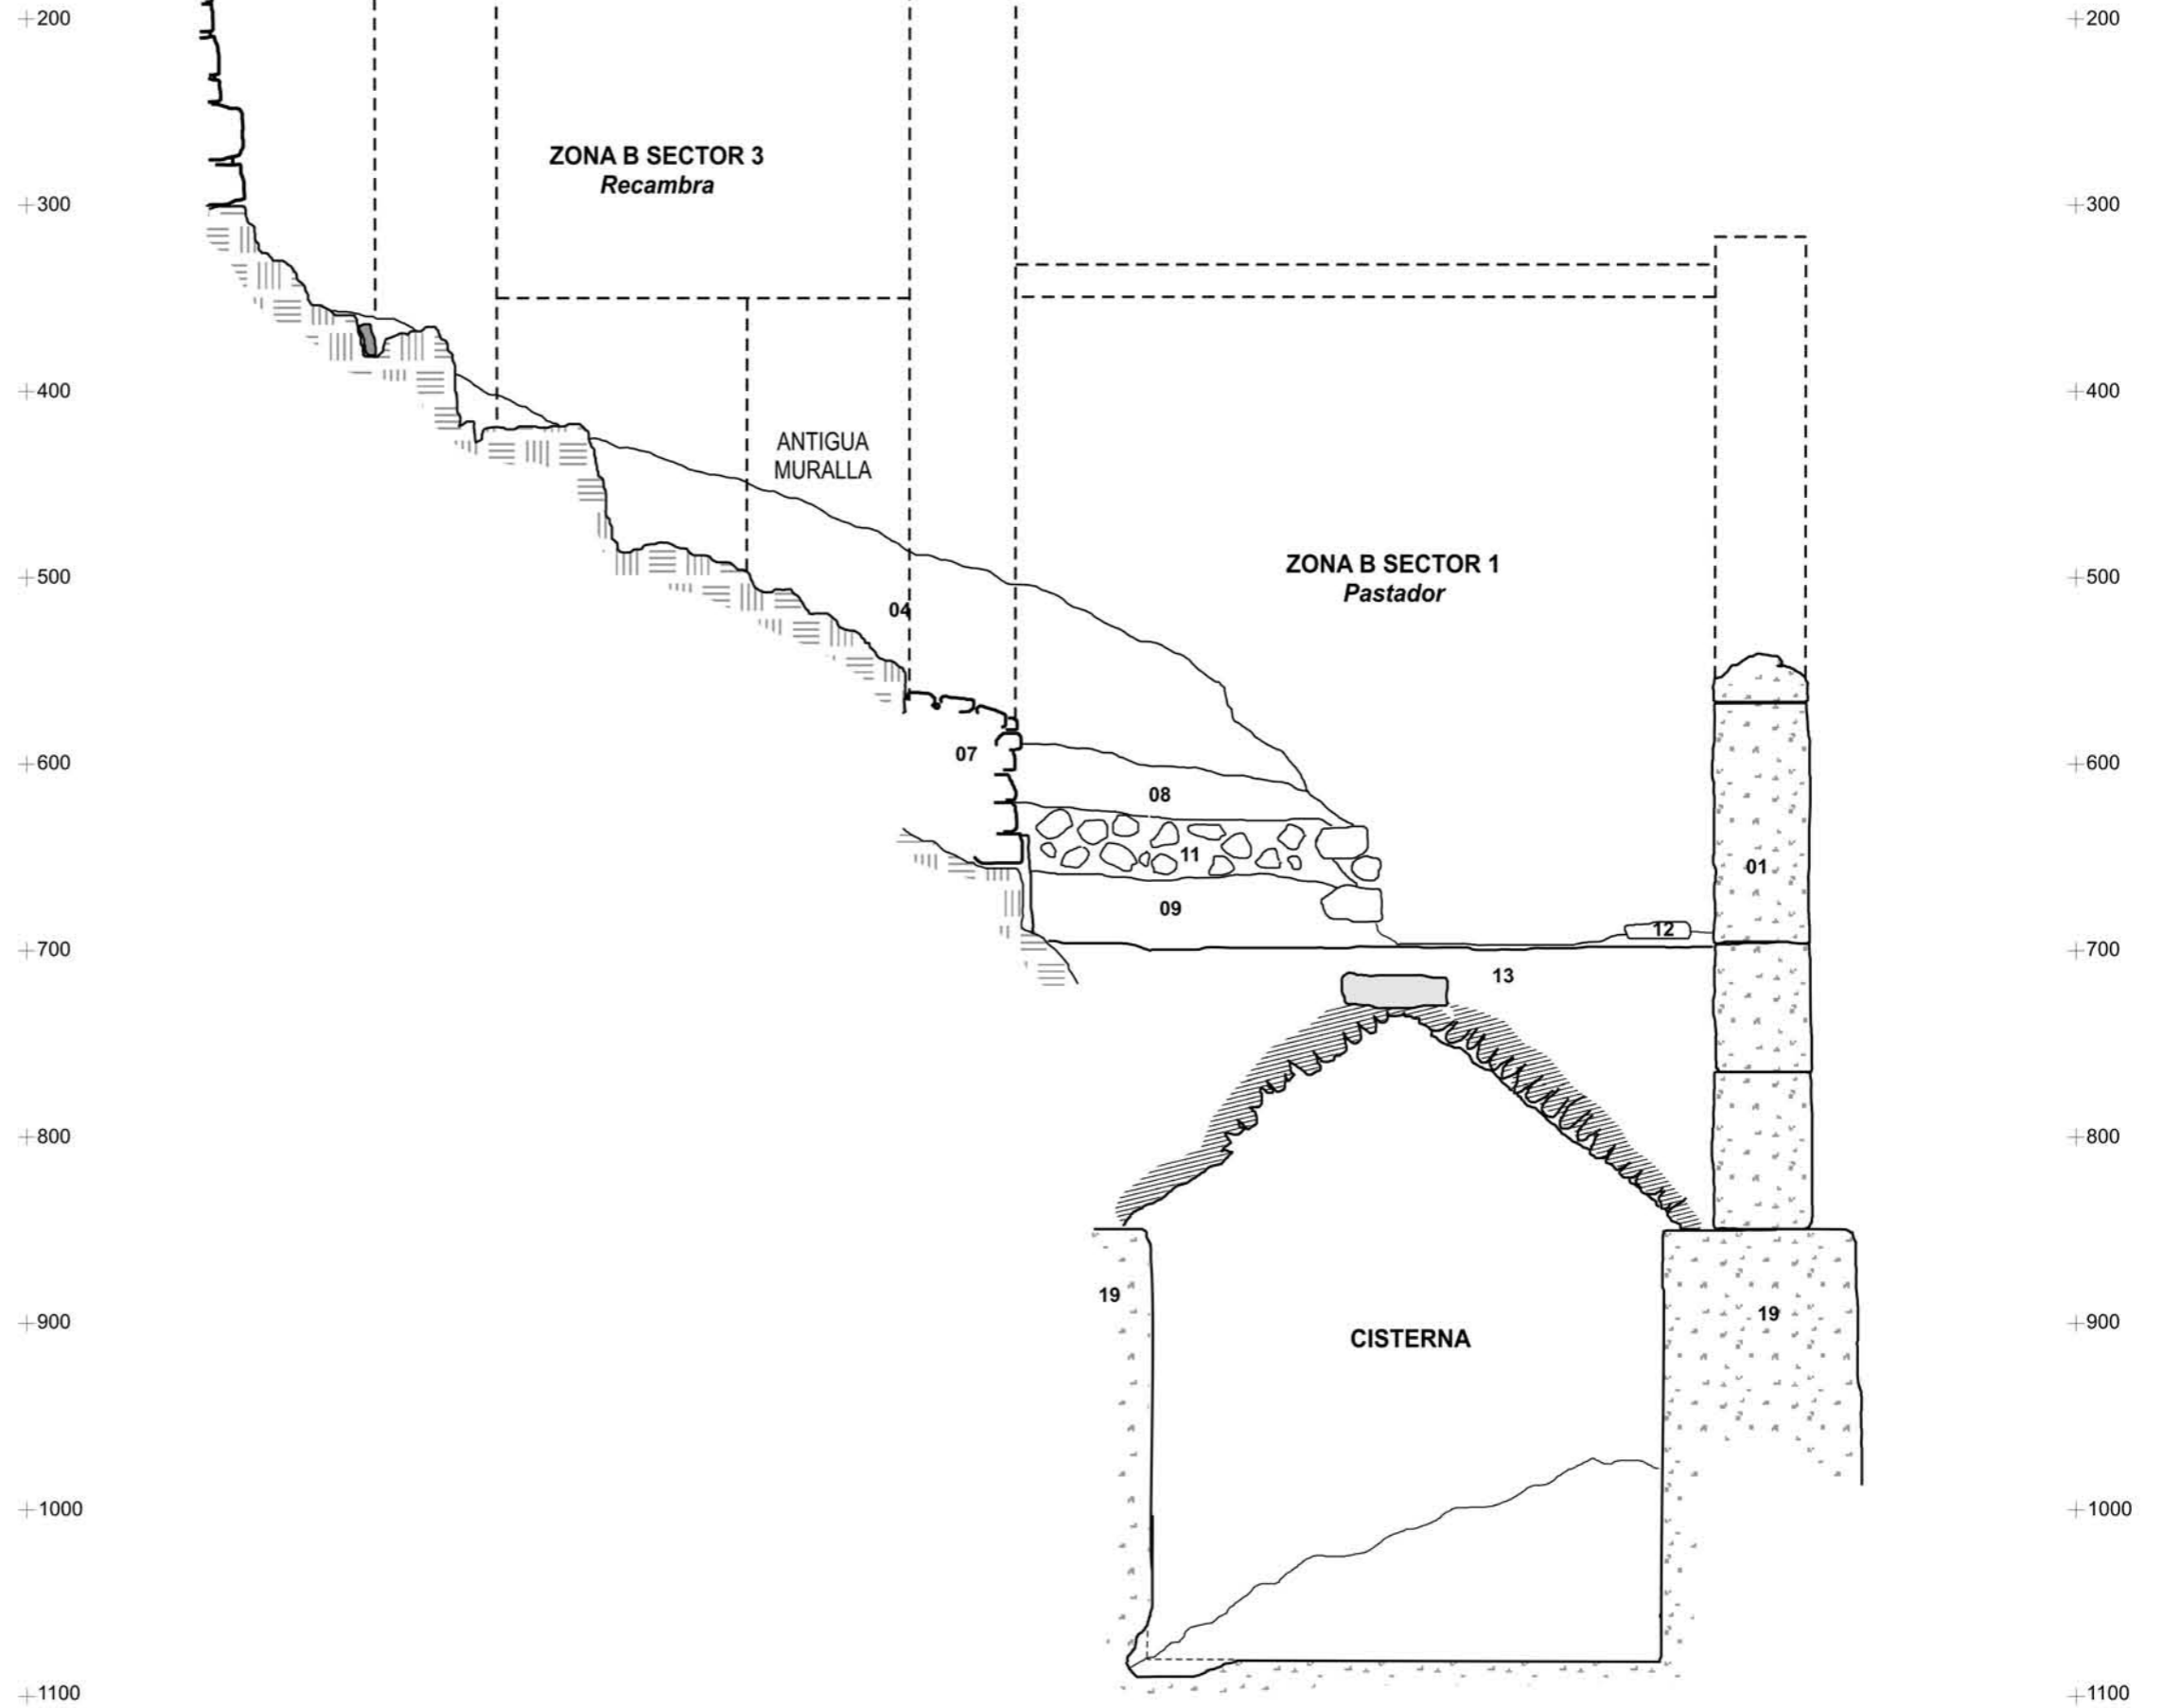 +200 +200
ZONA B SECTOR 3
Recambra
+300 +300
+400 +400
ANTIGUA
MURALLA
ZONA B SECTOR 1
Pastador
+500 +500
04
07
+600 +600
08
11
01
09
12
+700 +700
13
+800 +800
19
19
+900 +900
CISTERNA
+1000 +1000
+1100 +1100